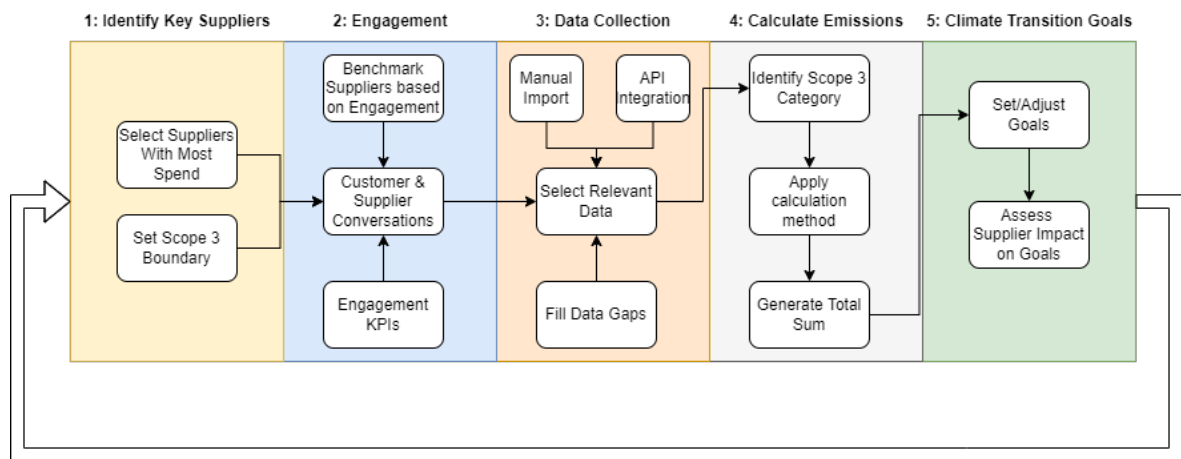 1: Identify Key Suppliers
2: Engagement
3: Data Collection
4: Calculate Emissions
5: Climate Transition Goals
Select Suppliers
With Most
Spend
Set Scope 3
Boundary
Benchmark
Suppliers based
on Engagement
Customer &
Supplier
Conversations
Engagement
KPIs
Manual
Import
API
Integration
Select Relevant
Data
Fill Data Gaps
Identify Scope 3
Category
Apply
calculation
method
Generate Total
Sum
Set/Adjust
Goals
Assess
Supplier Impact
on Goals